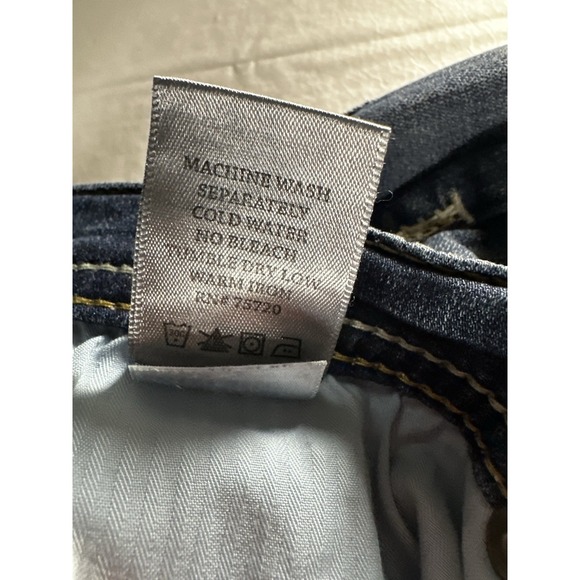 MACHINE WASH
SEPARATELY
COLD WATER
NO BLEACH
TUMBLE DRY LOW
WARM IRON
RN# 75720